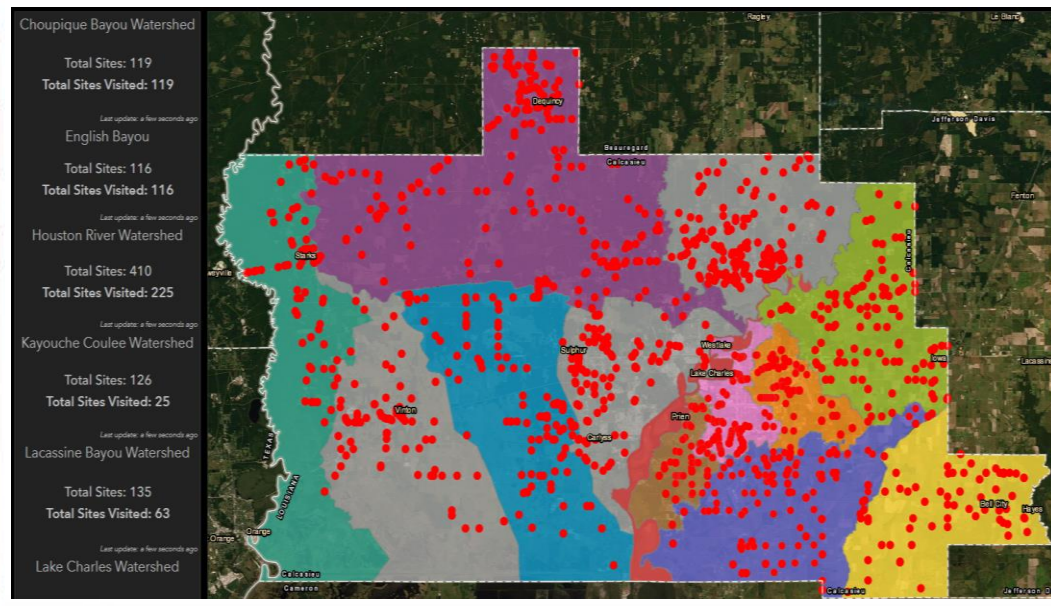 Choupique Bayou Watershed
Total Sites: 119
Total Sites Visited: 119
Last update: a few seconds ago
English Bayou
Total Sites: 116
Total Sites Visited: 116
Last update: a few seconds ago
Houston River Watershed
Total Sites: 410
Total Sites Visited: 225
Last update: a few seconds ago
Kayouche Coulee Watershed
Total Sites: 126
Total Sites Visited: 25
Last update: a few seconds ago
Lacassine Bayou Watershed
Total Sites: 135
Total Sites Visited: 63
Last update: a few seconds ago
Lake Charles Watershed
Ragley
Le Blanc
Dequincy
Jefferson Davis
Beauregard
Calcasieu
Fenton
Calcasieu
Starks
weyville
Westlake
Sulphur
Iowa
Lacassine
Lake Charles
Vinton
Prien
Carlyss
TEXAS
LOUISIANA
Bell City
Hayes
Orange
Orange
Calcasieu
Cameron
Calcasieu
Jefferson D